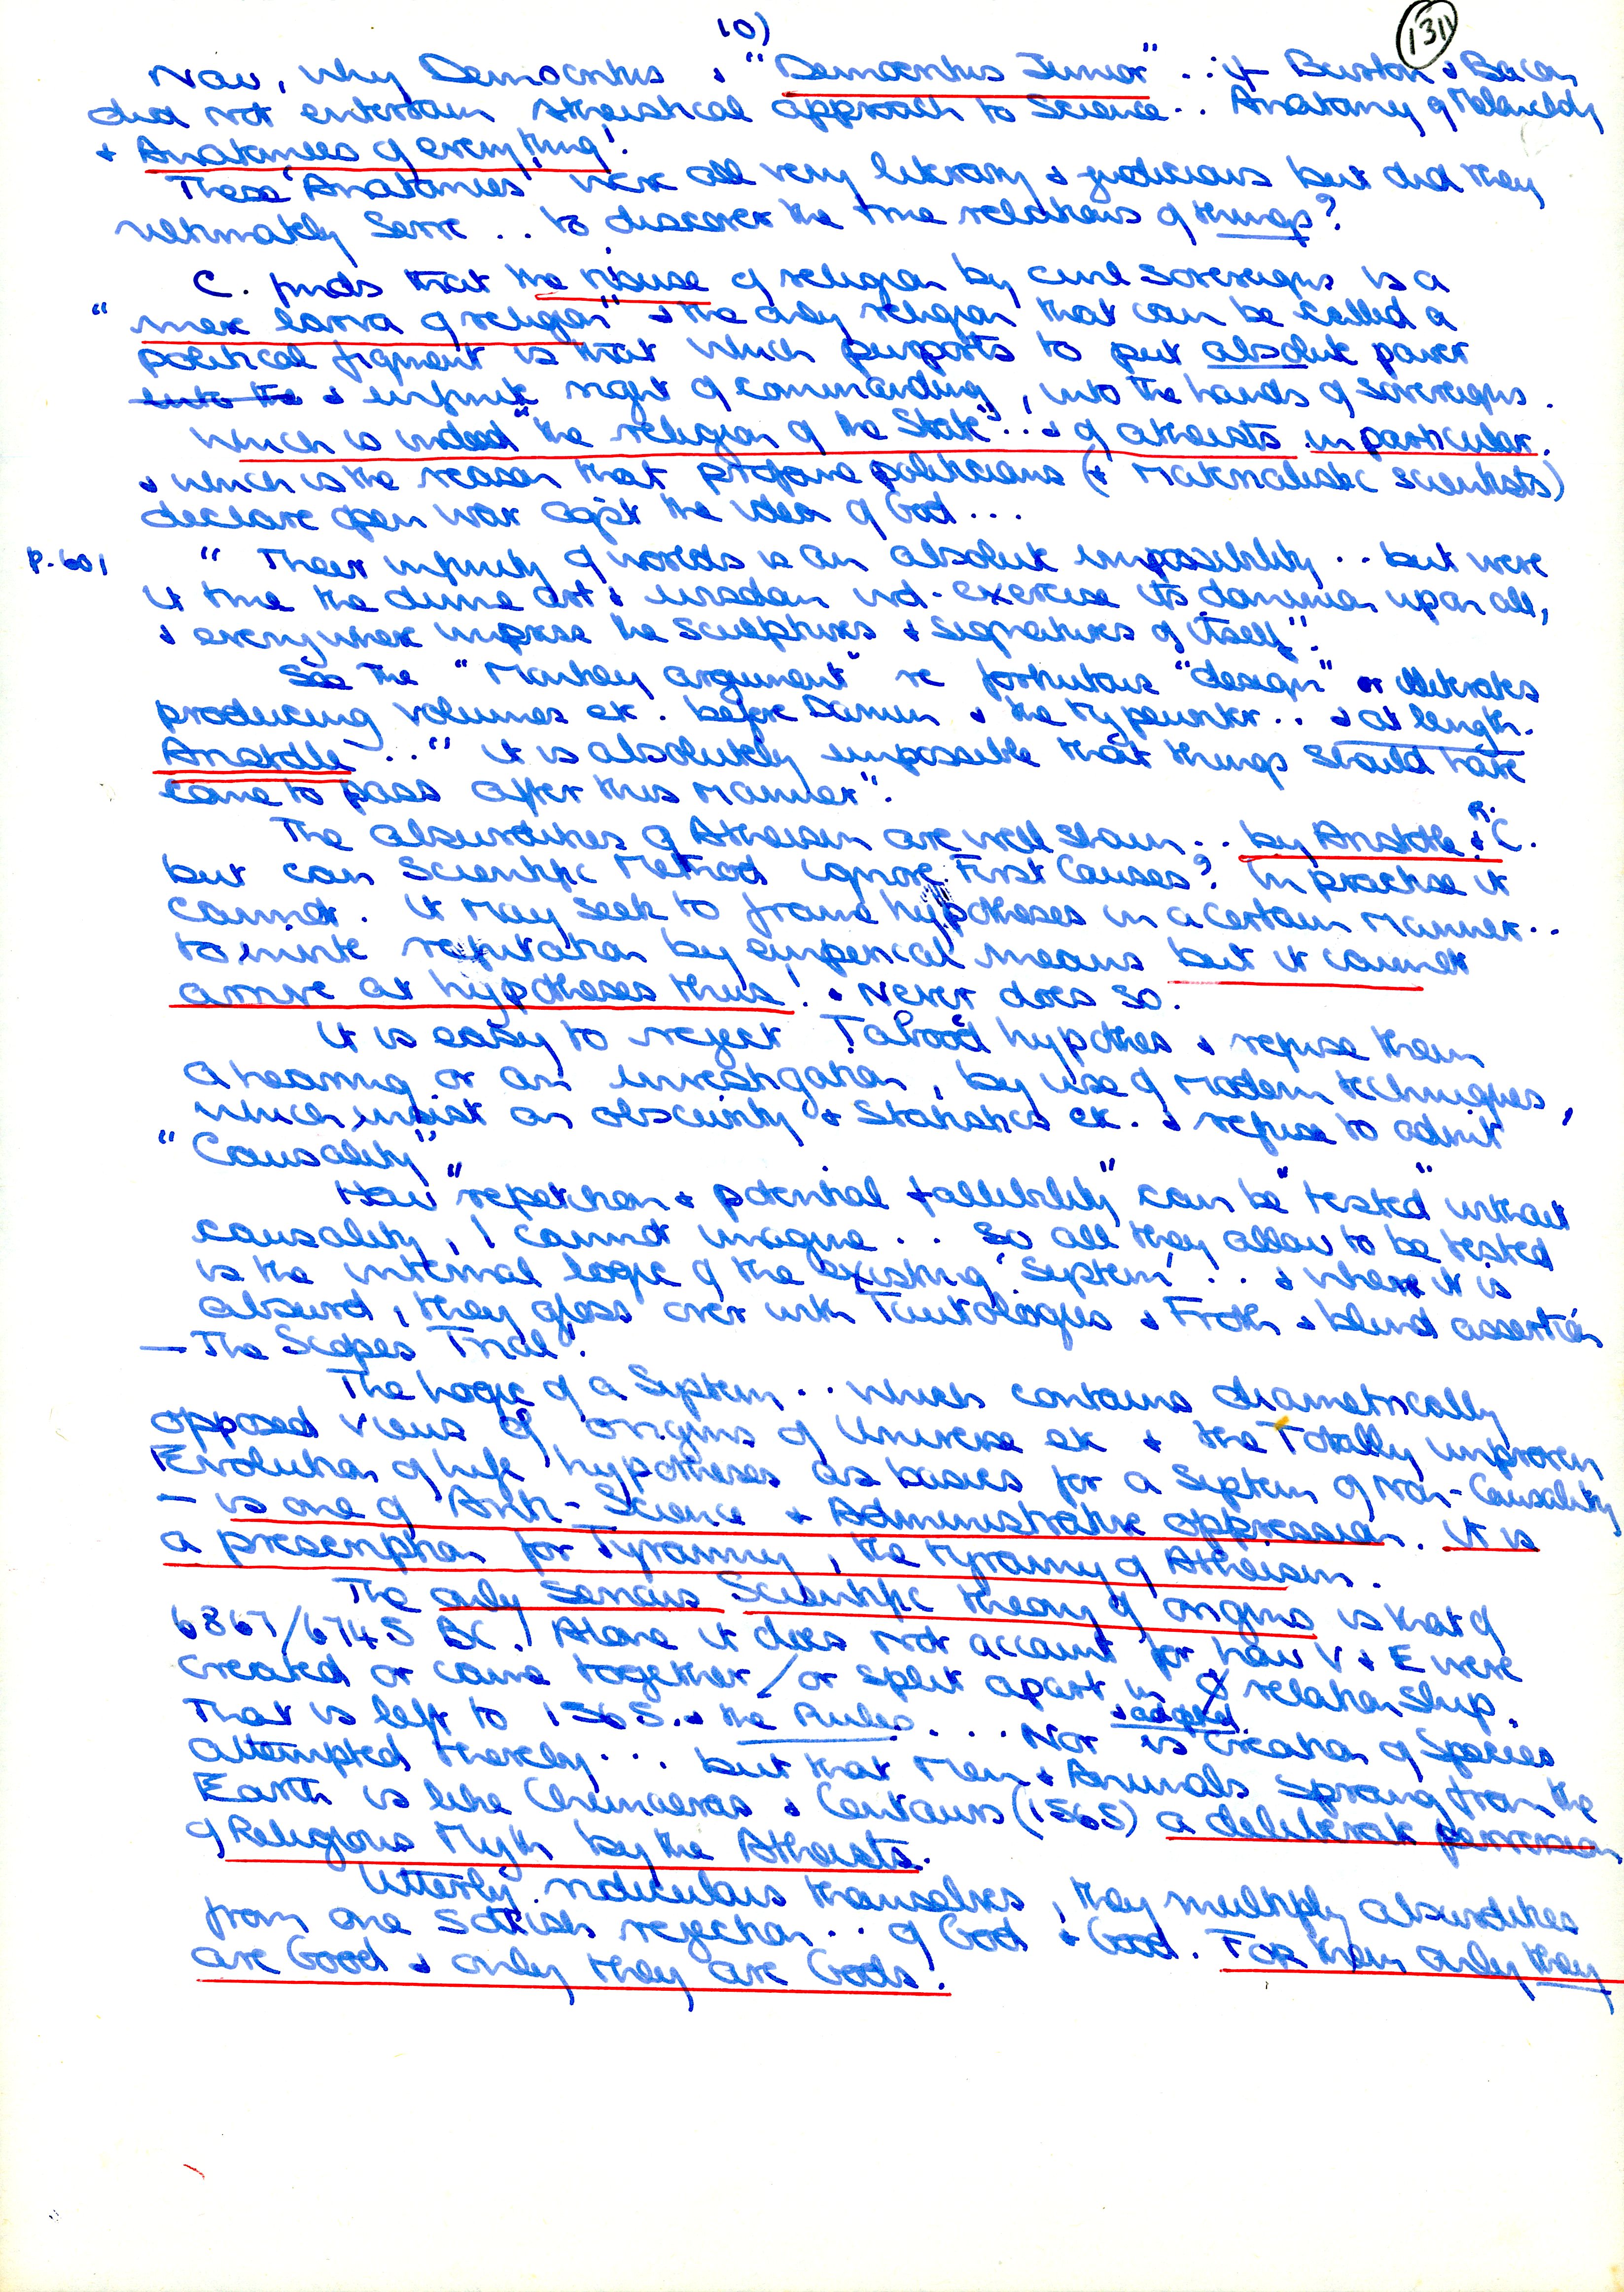 10)
1311
Now, why Democritus & "Democritus Junior" .. if Burton & Bacon
did not entertain Atheistical approach to Science .. Anatomy of Melancholy
& Anatomies of everything!
These 'Anatomies' were all very literary & judicious but did they
ultimately serve .. to discover the true relations of things?
C. finds that the misuse of religion by civil sovereigns is a
"mere larva of religion" & the only religion that can be called a
political figment is that which purports to put absolute power
into the & infinite right of commanding, into the hands of sovereigns.
Which is indeed "the religion of the State" .. & of atheists in particular.
& which is the reason that profane politicians (& Materialistic scientists)
declare open war agst the idea of God ...
p. 601 " Their infinity of worlds is an absolute impossibility .. but were
it true the divine art & wisdom wd. exercise its dominion upon all,
& everywhere impress the sculptures & signatures of itself".
See The "Monkey argument" re fortuitous "design" or illiterates
producing volumes etc. before Darwin & the typewriter .. & at length.
Aristotle .. " it is absolutely impossible that things should have
come to pass after this manner".
The absurdities of Atheism are well shown .. by Aristotle & R. C.
but can Scientific Method ignore First Causes? In practise it
cannot. It may seek to frame hypotheses in a certain manner ..
to invite refutation by emperical means but it cannot
arrive at hypotheses thus! & Never does so.
It is easy to reject Tabood hypotheses & refuse them
a hearing or an investigation, by use of modern techniques,
which insist on obscurity & Statistics etc. & refuse to admit
"Causality"
How "repetition & potential fallibility" can be "tested" without
causality, I cannot imagine .. So all they allow to be tested
is the internal logic of the existing 'System' .. & where it is
absurd, they gloss over with Tautologies & Froth & blind assertion
— The Scopes Trial!
The Logic of a System .. which contains diametrically
opposed views of origins of Universe etc & the Totally unproven
Evolution of Life hypotheses as basics for a System of Non-Causality
— is one of Anti-Science & Administrative oppression. It is
a prescription for Tyranny, the tyranny of Atheism.
The only serious Scientific theory of origins is that of
6867/6745 BC. Alone it does not account for how V & E were
created or came together / or split apart in relationship.
That is left to 1365. & the Rules .... Nor is Creation of Species
& adapted
attempted thereby ... but that Men & Animals sprang from the
Earth is like Chimaeras & Centaurs (1365) a deliberate perversion
of Religious Myth by the Atheists.
Utterly ridiculous themselves, they multiply absurdities
from one Sottish rejection .. of God & Good. For them only they
are Good & only they are Gods.